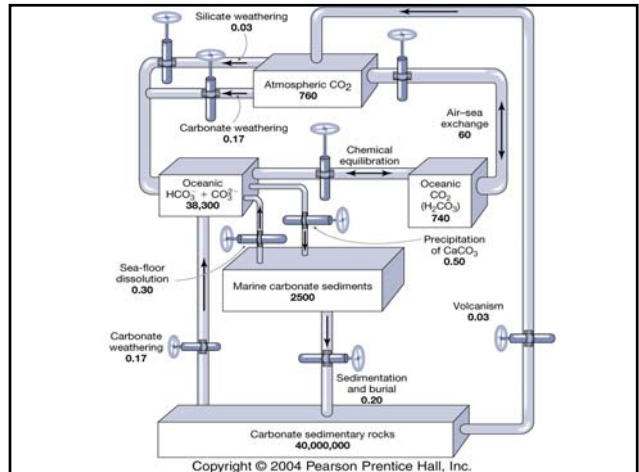 Silicate weathering
0.03
Atmospheric CO2
760
Air–sea
exchange
60
Carbonate weathering
0.17
Chemical
equilibration
Oceanic
HCO3- + CO3 2-
38,300
Oceanic
CO2
(H2CO3)
740
Precipitation
of CaCO3
0.50
Sea-floor
dissolution
0.30
Marine carbonate sediments
2500
Volcanism
0.03
Carbonate
weathering
0.17
Sedimentation
and burial
0.20
Carbonate sedimentary rocks
40,000,000
Copyright © 2004 Pearson Prentice Hall, Inc.